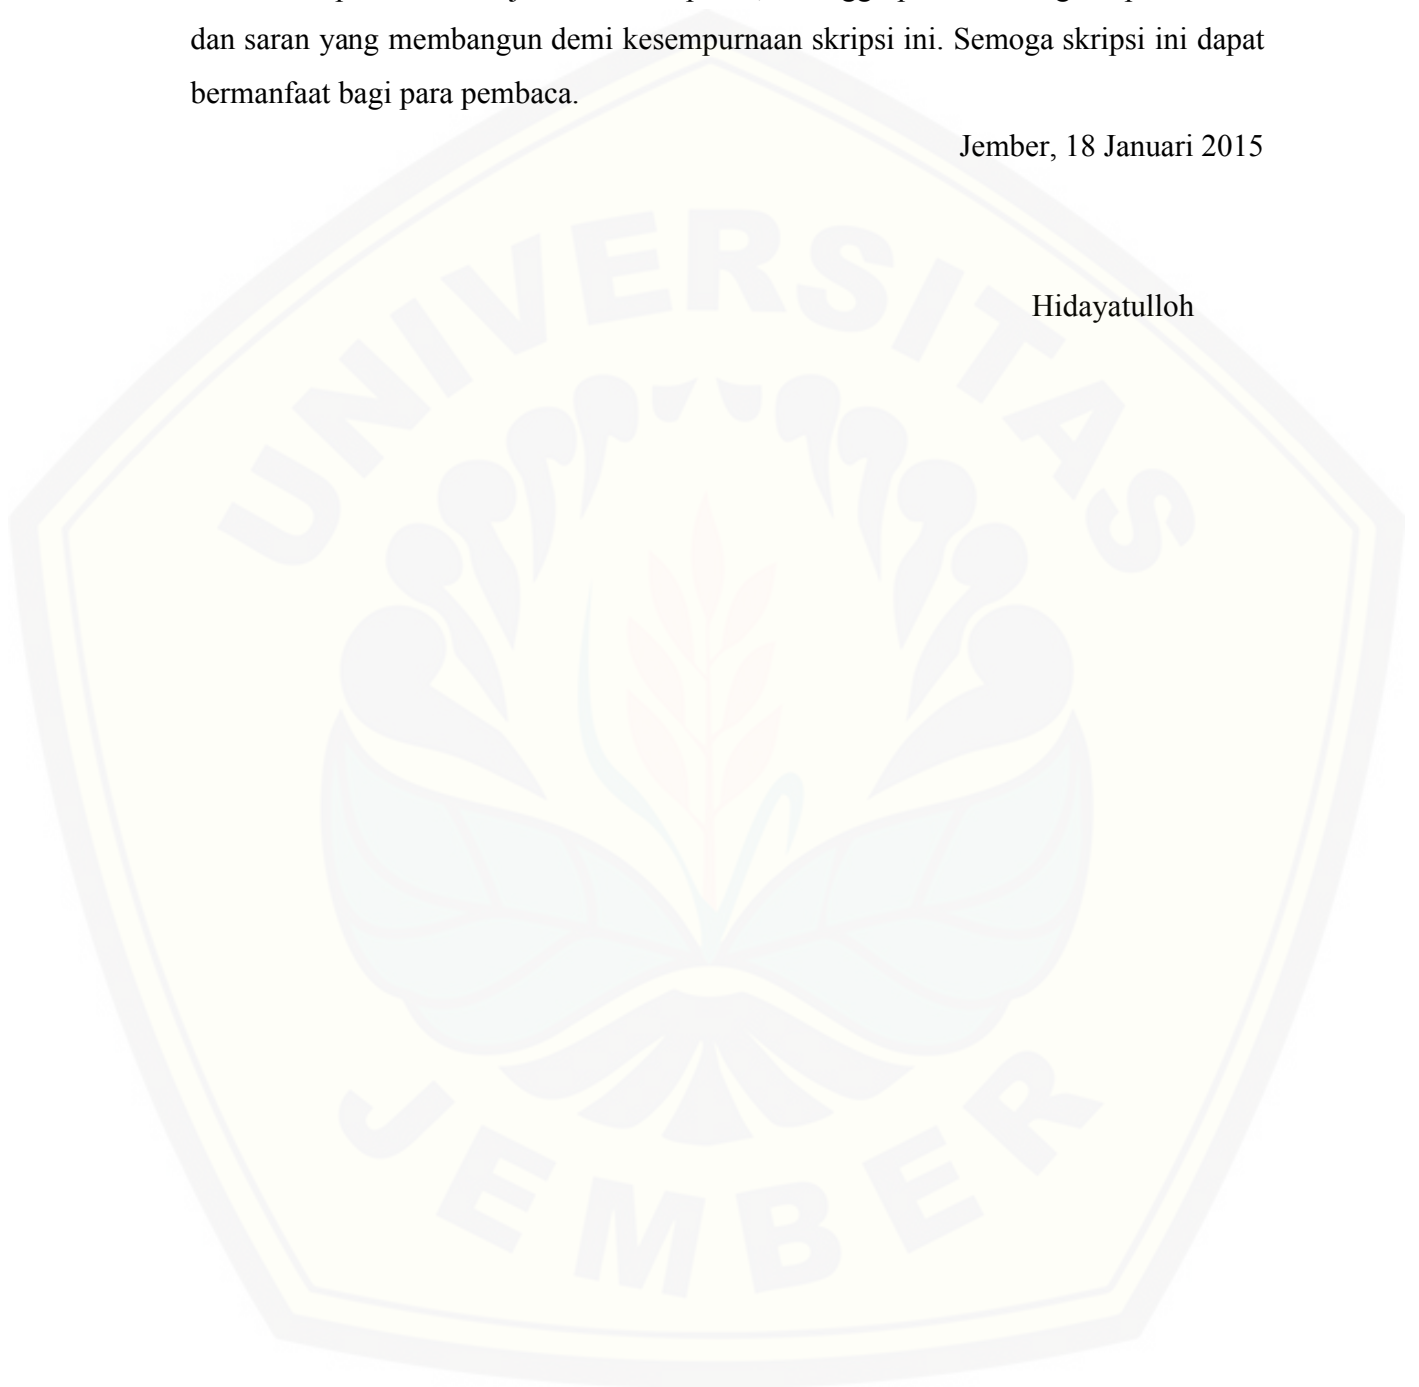 dan saran yang membangun demi kesempurnaan skripsi ini. Semoga skripsi ini dapat
bermanfaat bagi para pembaca.
Jember, 18 Januari 2015
Hidayatulloh
UNIVERSITAS
JEMBER